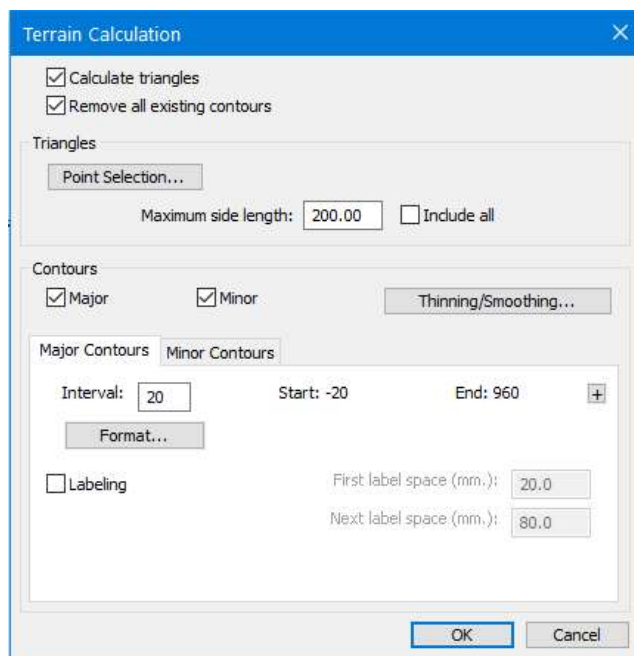 Terrain Calculation
Calculate triangles
Remove all existing contours
Triangles
Point Selection...
Maximum side length: 200.00 Include all
Contours
Major Minor Thinning/Smoothing...
Major Contours Minor Contours
Interval: 20 Start: -20 End: 960 +
Format...
Labeling First label space (mm.): 20.0
Next label space (mm.): 80.0
OK Cancel